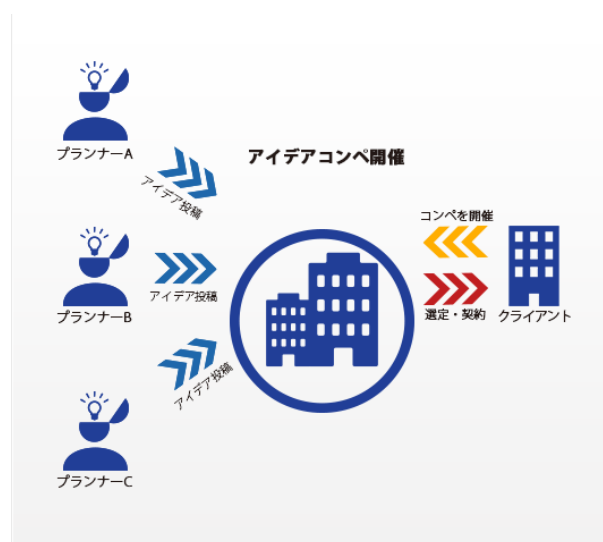 プランナーA
アイデア投稿
アイデアコンペ開催
コンペを開催
プランナーB
アイデア投稿
選定・契約
クライアント
アイデア投稿
プランナーC